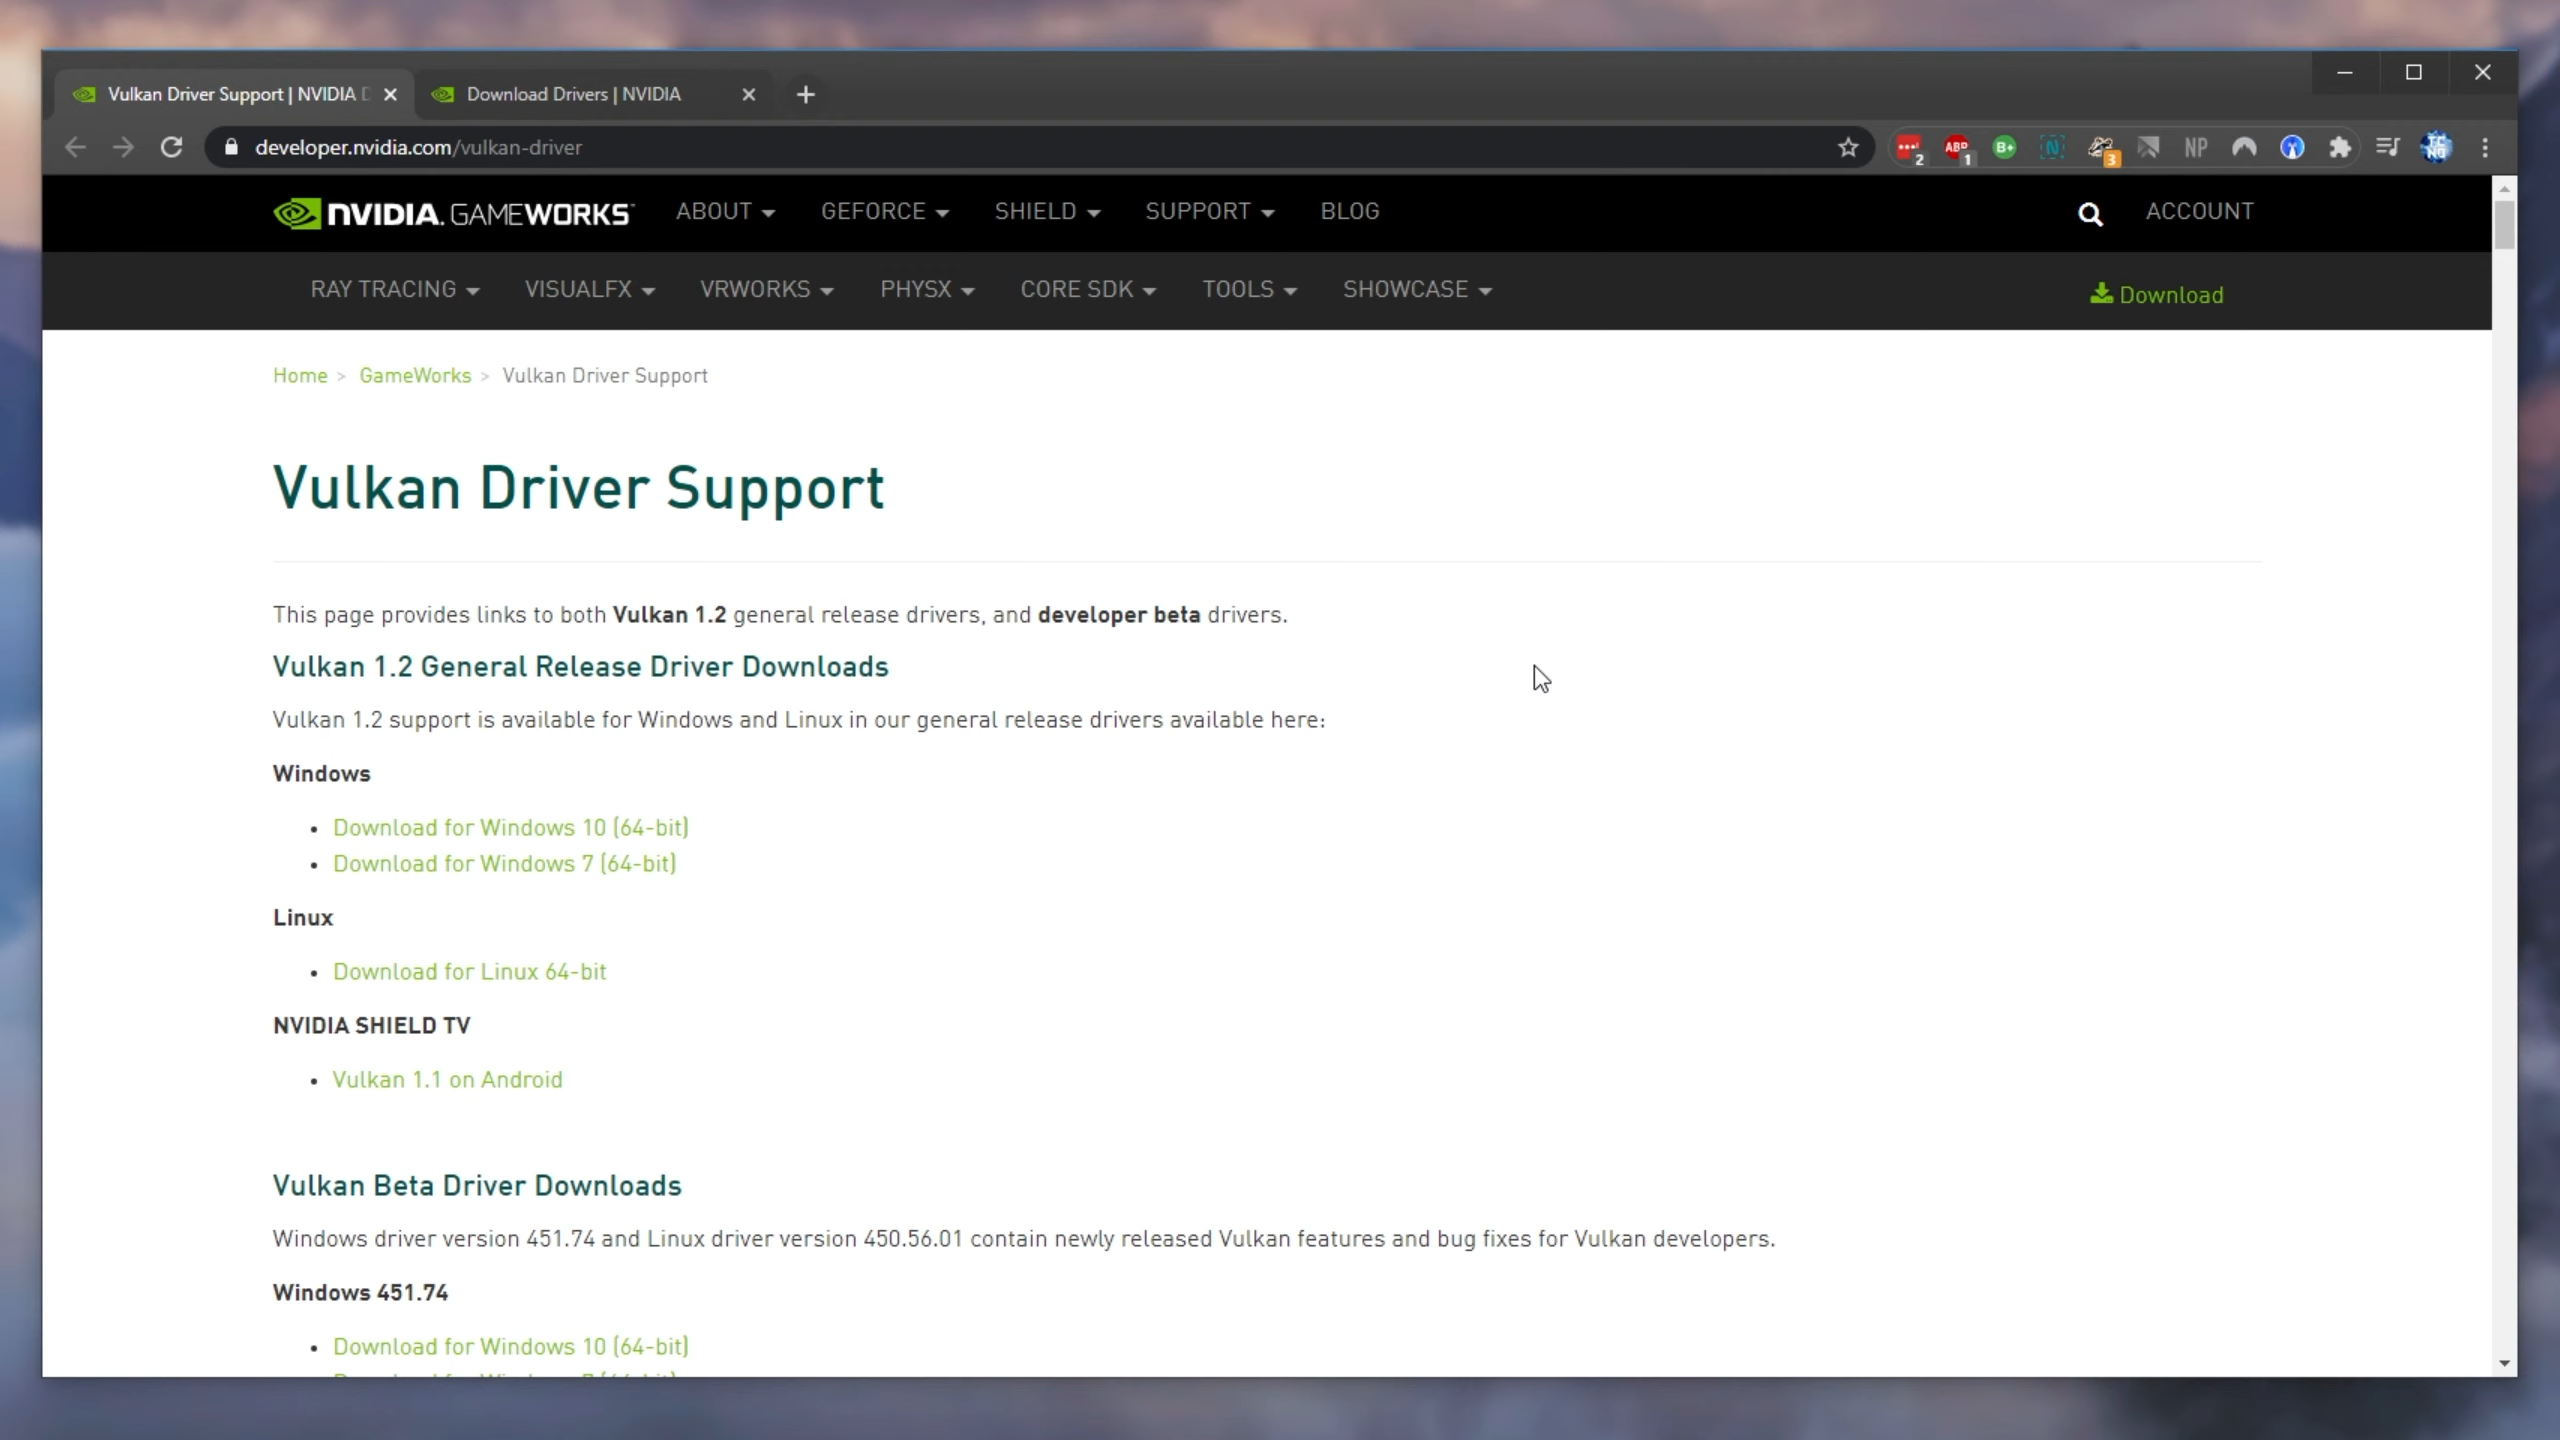 Vulkan Driver Support | NVIDIA D
Download Drivers | NVIDIA
developer.nvidia.com/vulkan-driver
2
ABP
1
B+
N
3
NP
TC
NO
NVIDIA. GAMEWORKS
ABOUT
GEFORCE
SHIELD
SUPPORT
BLOG
ACCOUNT
RAY TRACING
VISUALFX
VRWORKS
PHYSX
CORE SDK
TOOLS
SHOWCASE
Download
Home > GameWorks > Vulkan Driver Support
Vulkan Driver Support
This page provides links to both Vulkan 1.2 general release drivers, and developer beta drivers.
Vulkan 1.2 General Release Driver Downloads
Vulkan 1.2 support is available for Windows and Linux in our general release drivers available here:
Windows
• Download for Windows 10 (64-bit)
• Download for Windows 7 (64-bit)
Linux
• Download for Linux 64-bit
NVIDIA SHIELD TV
• Vulkan 1.1 on Android
Vulkan Beta Driver Downloads
Windows driver version 451.74 and Linux driver version 450.56.01 contain newly released Vulkan features and bug fixes for Vulkan developers.
Windows 451.74
• Download for Windows 10 (64-bit)